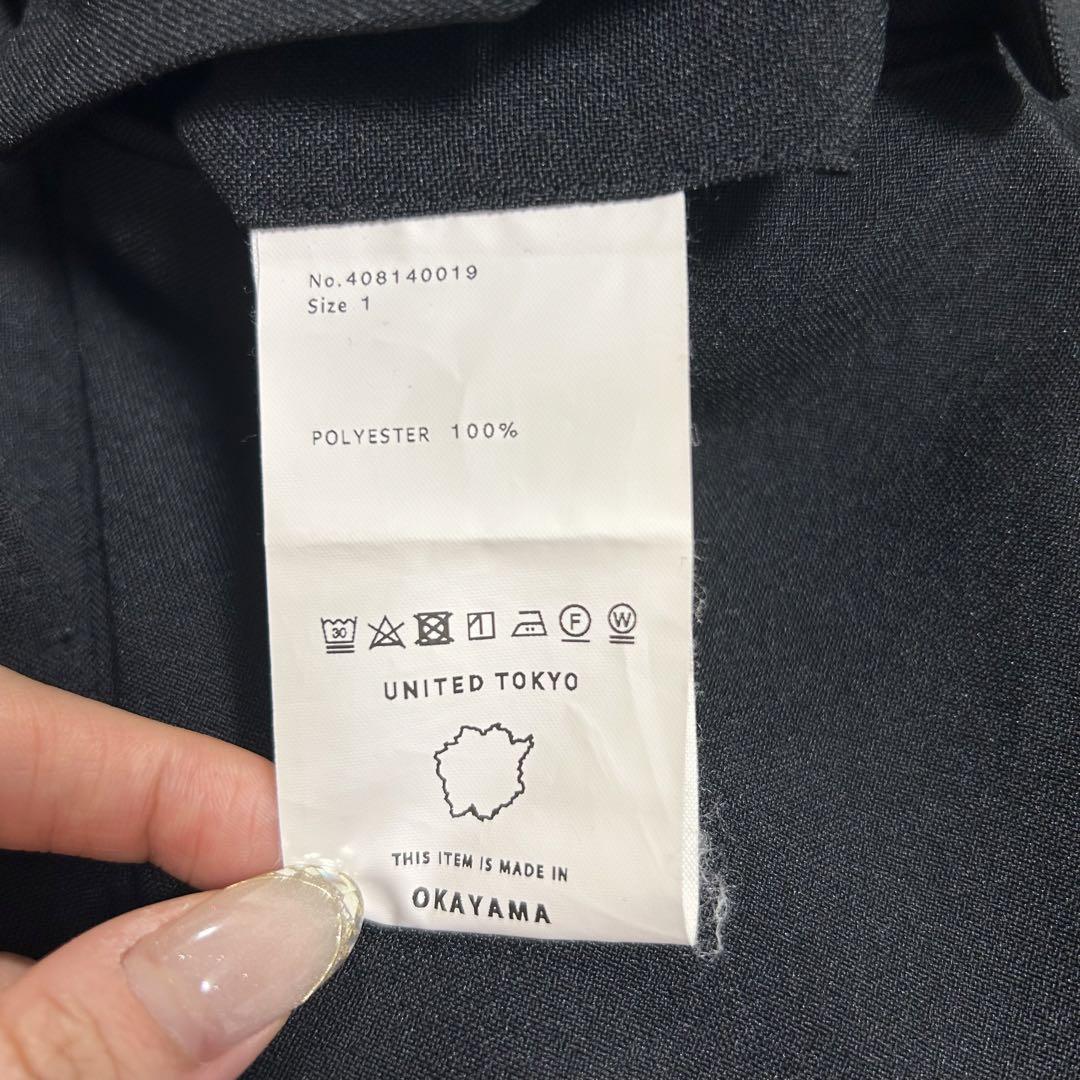 No.408140019
Size 1
POLYESTER 100%
30 F W
UNITED TOKYO
THIS ITEM IS MADE IN
OKAYAMA